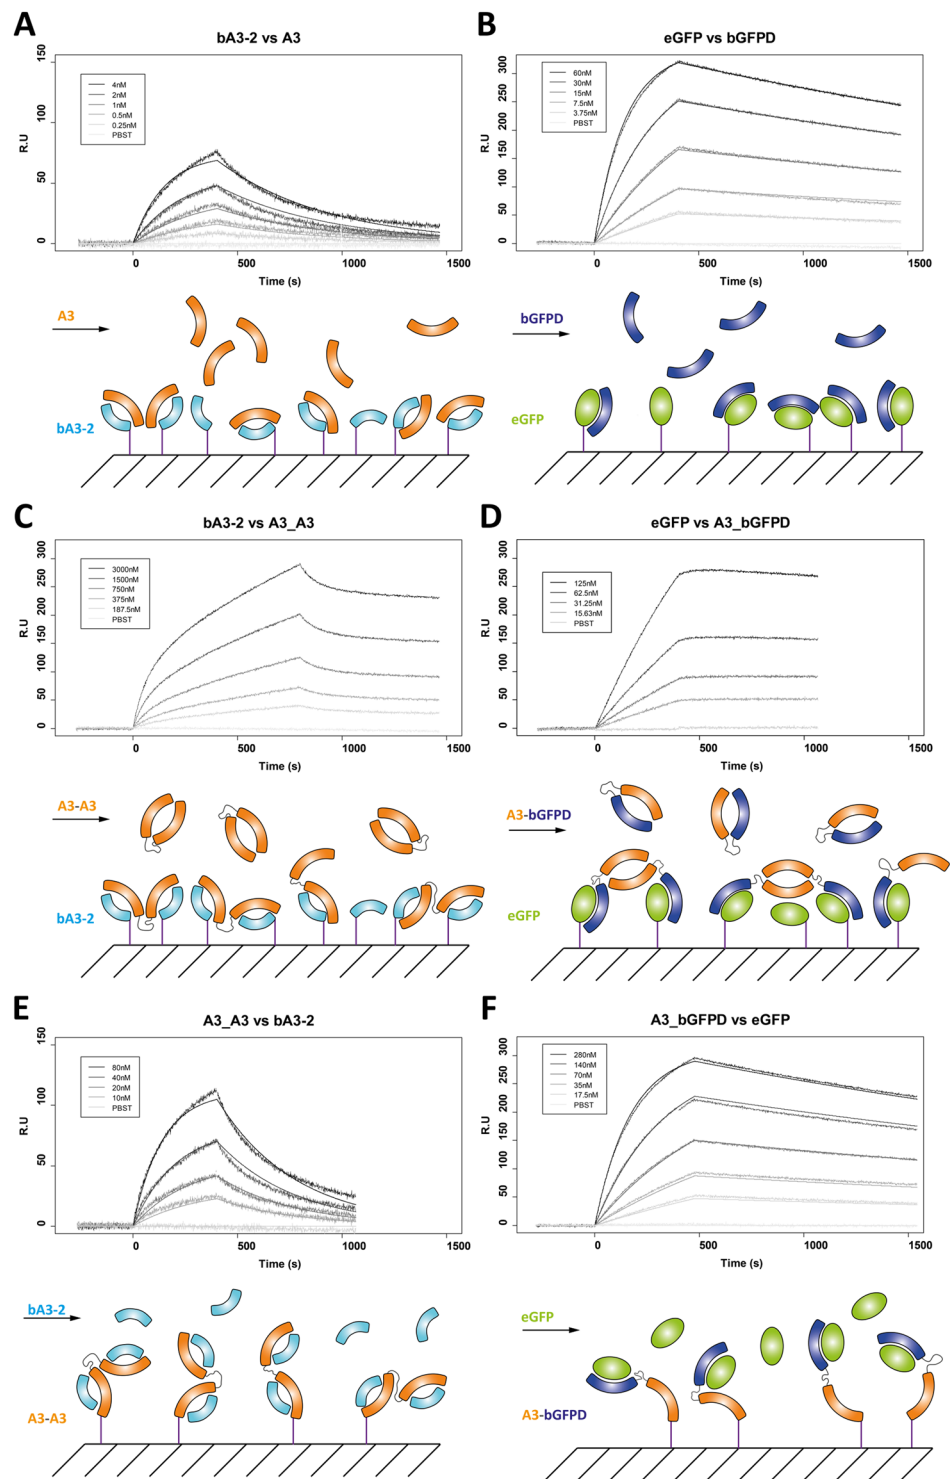 A
bA3-2 vs A3
R.U
150
100
50
0
4nM
2nM
1nM
0.5nM
0.25nM
PBST
0
500
1000
1500
Time (s)
A3
bA3-2
B
eGFP vs bGFPD
R.U
300
250
200
150
100
50
0
60nM
30nM
15nM
7.5nM
3.75nM
PBST
0
500
1000
1500
Time (s)
bGFPD
eGFP
C
bA3-2 vs A3_A3
R.U
300
250
200
150
100
50
0
3000nM
1500nM
750nM
375nM
187.5nM
PBST
0
500
1000
1500
Time (s)
A3-A3
bA3-2
D
eGFP vs A3_bGFPD
R.U
300
250
200
150
100
50
0
125nM
62.5nM
31.25nM
15.63nM
PBST
0
500
1000
1500
Time (s)
A3-bGFPD
eGFP
E
A3_A3 vs bA3-2
R.U
150
100
50
0
80nM
40nM
20nM
10nM
PBST
0
500
1000
1500
Time (s)
bA3-2
A3-A3
F
A3_bGFPD vs eGFP
R.U
300
250
200
150
100
50
0
280nM
140nM
70nM
35nM
17.5nM
PBST
0
500
1000
1500
Time (s)
eGFP
A3-bGFPD